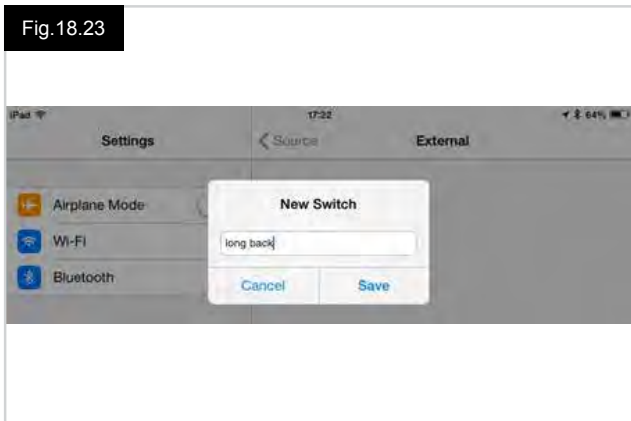 Fig.18.23
iPad 17:22 64%
Settings < Source External
Airplane Mode
Wi-Fi
Bluetooth
New Switch
long back
Cancel Save